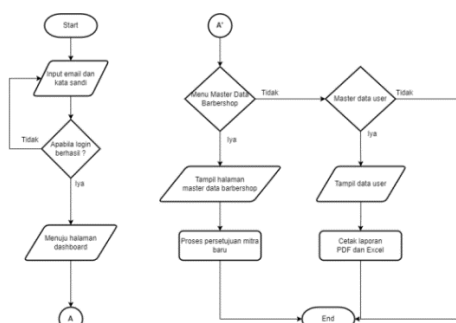 Start
Input email dan
kata sandi
Tidak
Apabila login
berhasil ?
Iya
Menuju halaman
dashboard
A
A'
Menu Master Data
Barbershop
Tidak
Iya
Tampil halaman
master data barbershop
Proses persetujuan mitra
baru
Master data user
Tidak
Iya
Tampil data user
Cetak laporan
PDF dan Excel
End